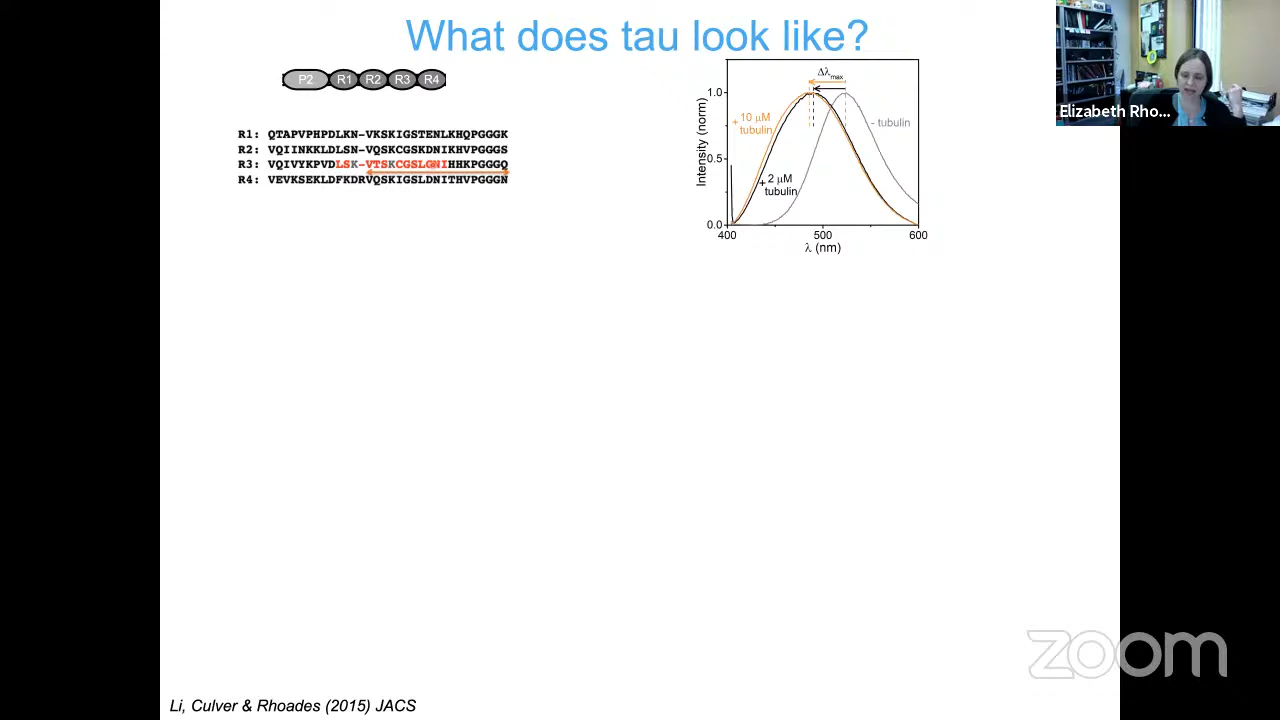 What does tau look like?
P2 R1 R2 R3 R4
R1: QTAPVPHPDLKN-VKSKIGSTENLKHQPGGGK
R2: VQIINKKLDLSN-VQSKCGSKDNIKHVPGGGS
R3: VQIVYKPVDLSK-VTSKCGSLGNIHHKPGGGQ
R4: VEVKSEKLDFKDRVQSKIGSLDNITHVPGGGN
Δλmax
Intensity (norm)
1.0
0.5
0.0
+ 10 μM
tubulin
- tubulin
+ 2 μM
tubulin
400 500 600
λ (nm)
Elizabeth Rho...
zoom
Li, Culver & Rhoades (2015) JACS